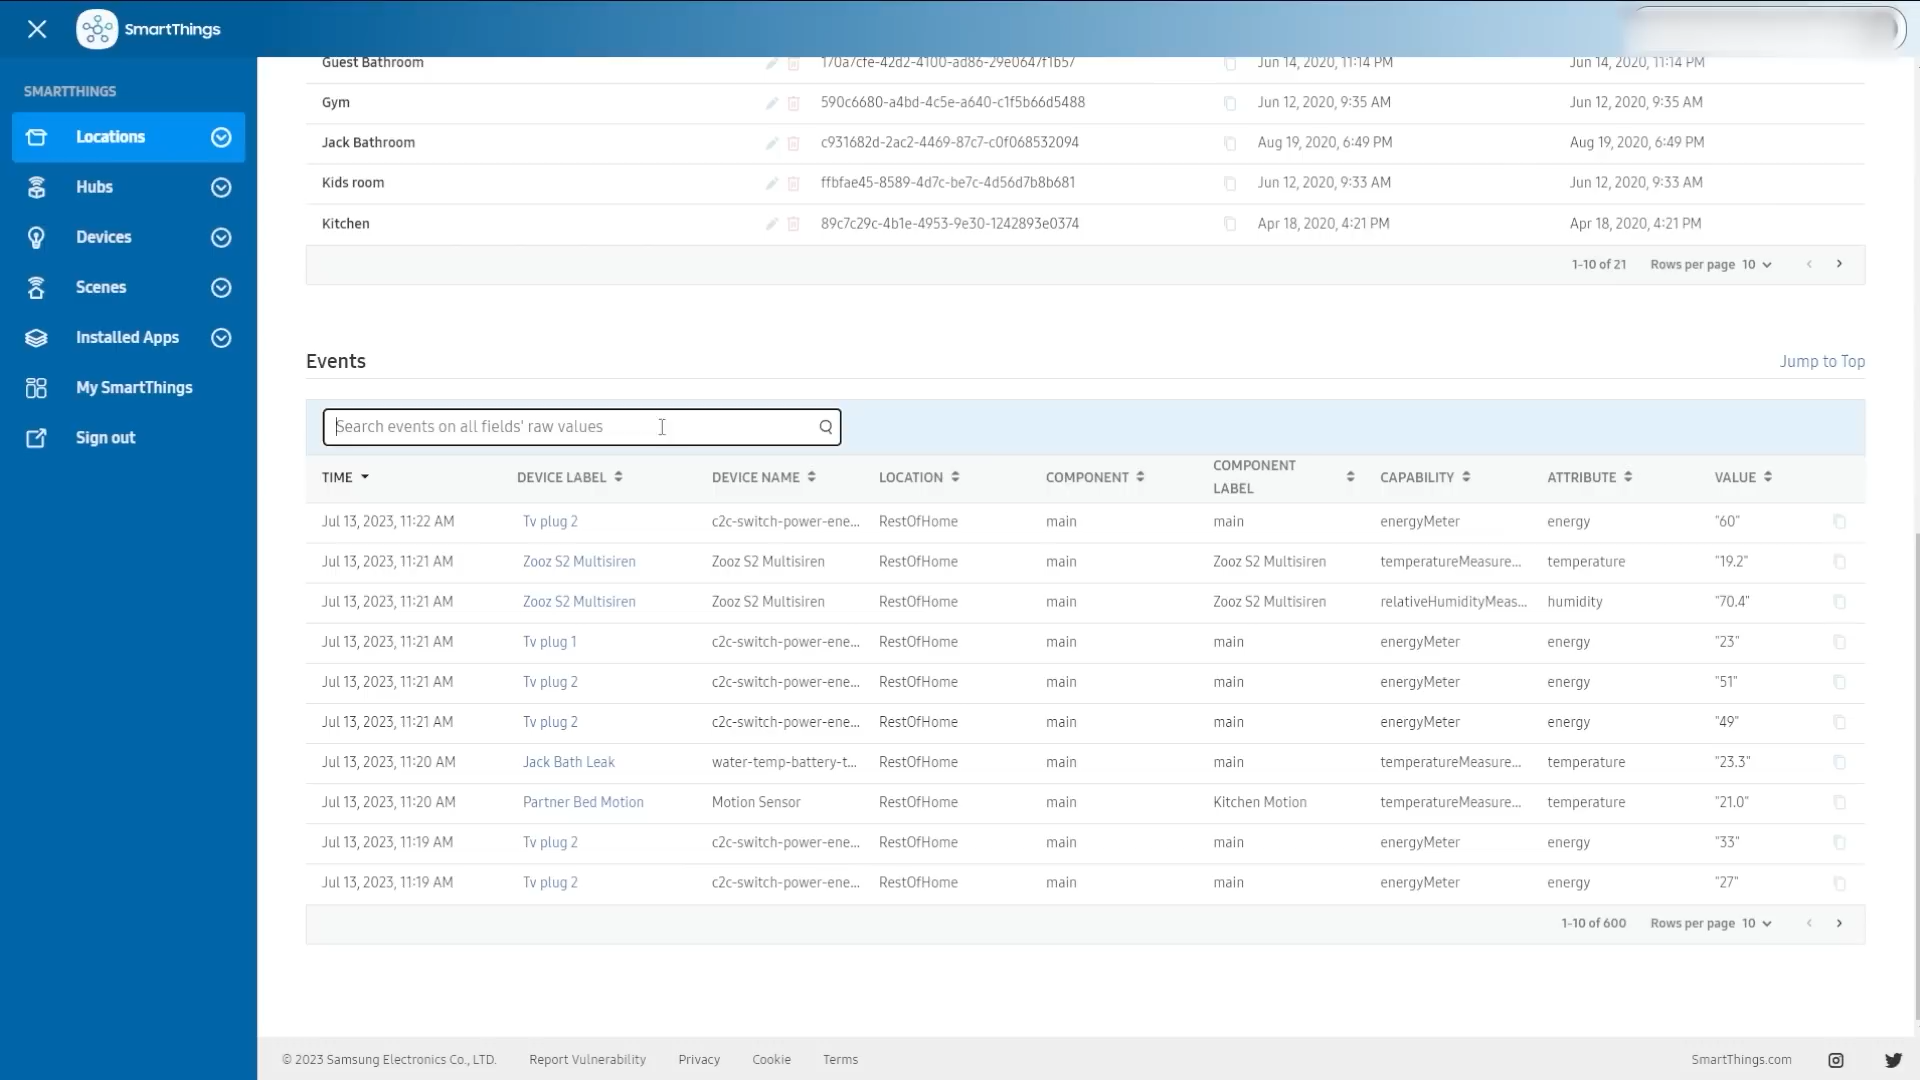 SmartThings
SMARTTHINGS
Locations
Hubs
Devices
Scenes
Installed Apps
My SmartThings
Sign out
Guest Bathroom 170a7cfe-42d2-4100-ad86-29e0647f1b57 Jun 14, 2020, 11:14 PM Jun 14, 2020, 11:14 PM
Gym 590c6680-a4bd-4c5e-a640-c1f5b66d5488 Jun 12, 2020, 9:35 AM Jun 12, 2020, 9:35 AM
Jack Bathroom c931682d-2ac2-4469-87c7-c0f068532094 Aug 19, 2020, 6:49 PM Aug 19, 2020, 6:49 PM
Kids room ffbfae45-8589-4d7c-be7c-4d56d7b8b681 Jun 12, 2020, 9:33 AM Jun 12, 2020, 9:33 AM
Kitchen 89c7c29c-4b1e-4953-9e30-1242893e0374 Apr 18, 2020, 4:21 PM Apr 18, 2020, 4:21 PM
1-10 of 21 Rows per page 10
Events Jump to Top
Search events on all fields' raw values
TIME DEVICE LABEL DEVICE NAME LOCATION COMPONENT COMPONENT LABEL CAPABILITY ATTRIBUTE VALUE
Jul 13, 2023, 11:22 AM Tv plug 2 c2c-switch-power-ene... RestOfHome main main energyMeter energy "60"
Jul 13, 2023, 11:21 AM Zooz S2 Multisiren Zooz S2 Multisiren RestOfHome main Zooz S2 Multisiren temperatureMeasure... temperature "19.2"
Jul 13, 2023, 11:21 AM Zooz S2 Multisiren Zooz S2 Multisiren RestOfHome main Zooz S2 Multisiren relativeHumidityMeas... humidity "70.4"
Jul 13, 2023, 11:21 AM Tv plug 1 c2c-switch-power-ene... RestOfHome main main energyMeter energy "23"
Jul 13, 2023, 11:21 AM Tv plug 2 c2c-switch-power-ene... RestOfHome main main energyMeter energy "51"
Jul 13, 2023, 11:21 AM Tv plug 2 c2c-switch-power-ene... RestOfHome main main energyMeter energy "49"
Jul 13, 2023, 11:20 AM Jack Bath Leak water-temp-battery-t... RestOfHome main main temperatureMeasure... temperature "23.3"
Jul 13, 2023, 11:20 AM Partner Bed Motion Motion Sensor RestOfHome main Kitchen Motion temperatureMeasure... temperature "21.0"
Jul 13, 2023, 11:19 AM Tv plug 2 c2c-switch-power-ene... RestOfHome main main energyMeter energy "33"
Jul 13, 2023, 11:19 AM Tv plug 2 c2c-switch-power-ene... RestOfHome main main energyMeter energy "27"
1-10 of 600 Rows per page 10
© 2023 Samsung Electronics Co., LTD. Report Vulnerability Privacy Cookie Terms SmartThings.com